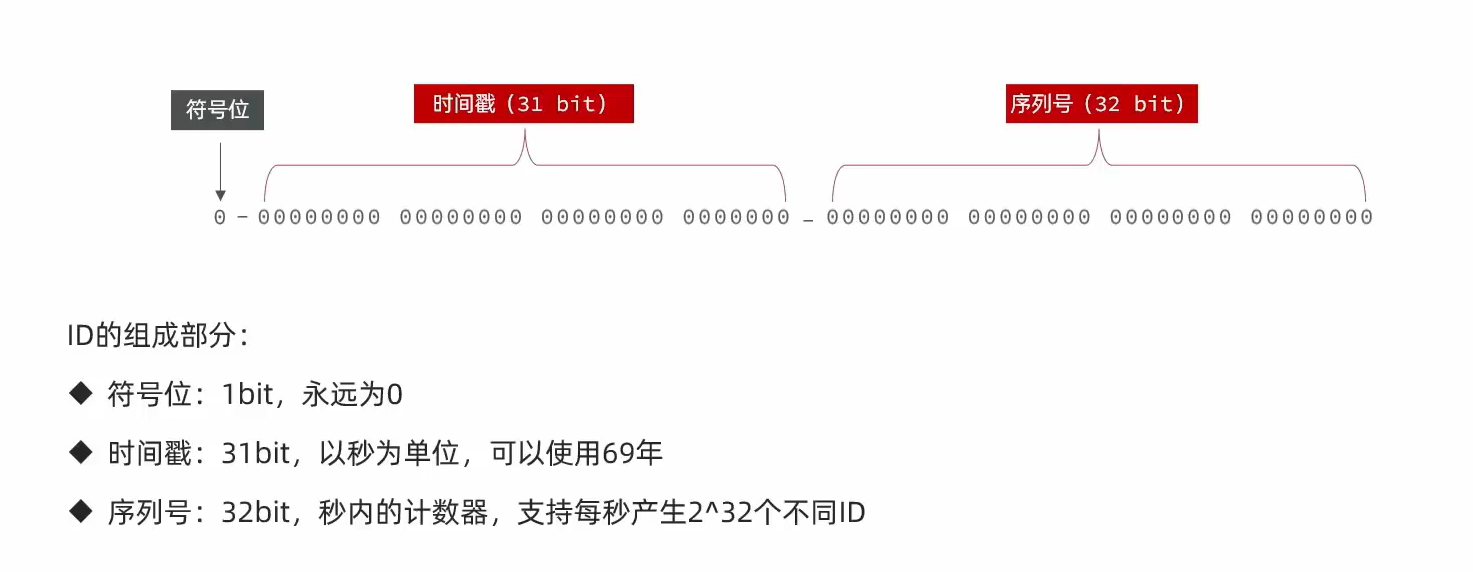 符号位
时间戳（31 bit）
序列号（32 bit）
0 – 00000000 00000000 00000000 0000000 – 00000000 00000000 00000000 00000000
ID的组成部分：
◆ 符号位：1bit，永远为0
◆ 时间戳：31bit，以秒为单位，可以使用69年
◆ 序列号：32bit，秒内的计数器，支持每秒产生2^32个不同ID